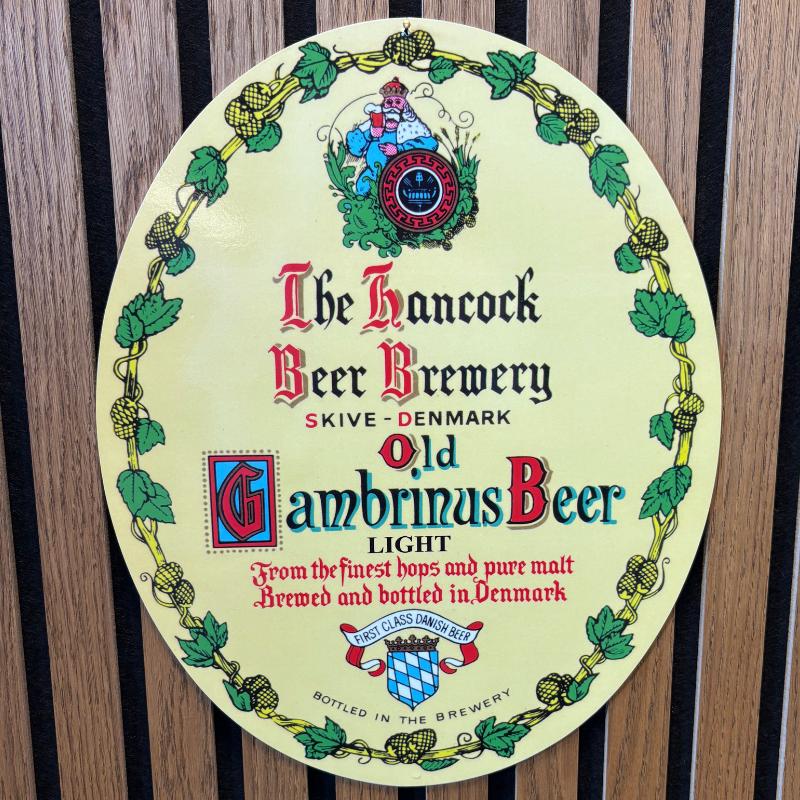 The Hancock
Beer Brewery
SKIVE - DENMARK
Old
Gambrinus Beer
LIGHT
From the finest hops and pure malt
Brewed and bottled in Denmark
FIRST CLASS DANISH BEER
BOTTLED IN THE BREWERY